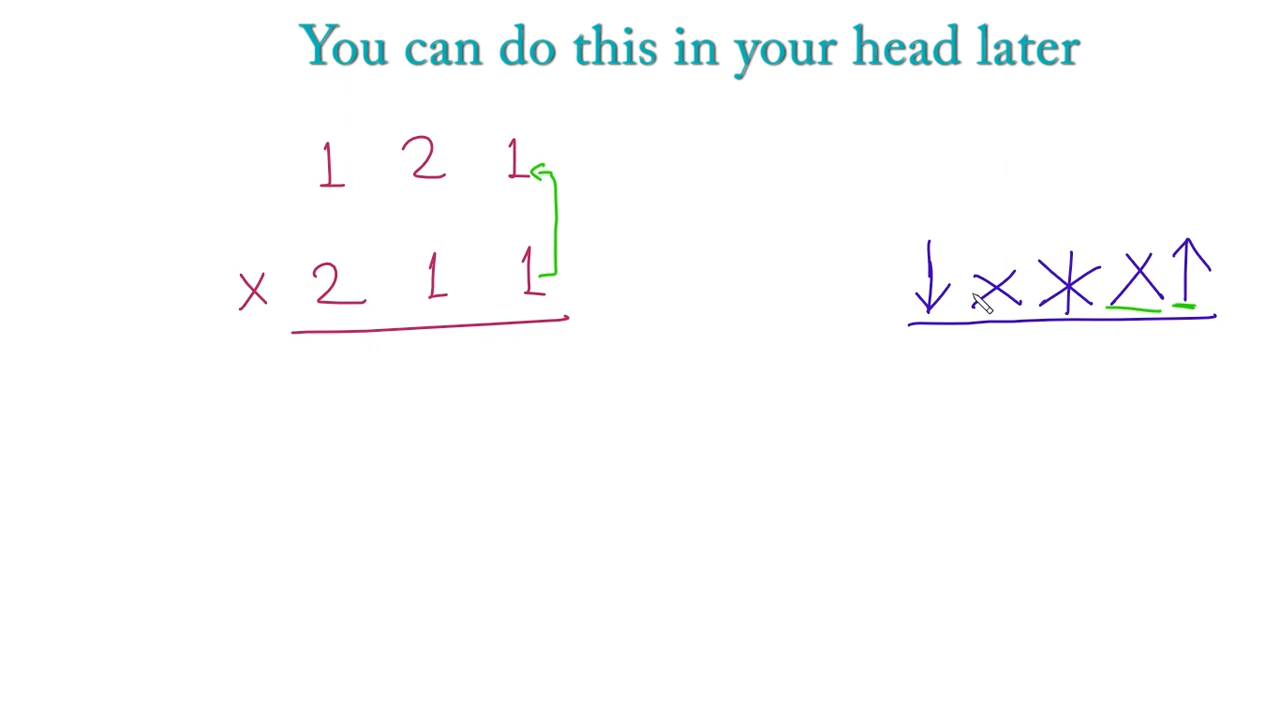 You can do this in your head later
1 2 1
x 2 1 1
↓ x * x ↑